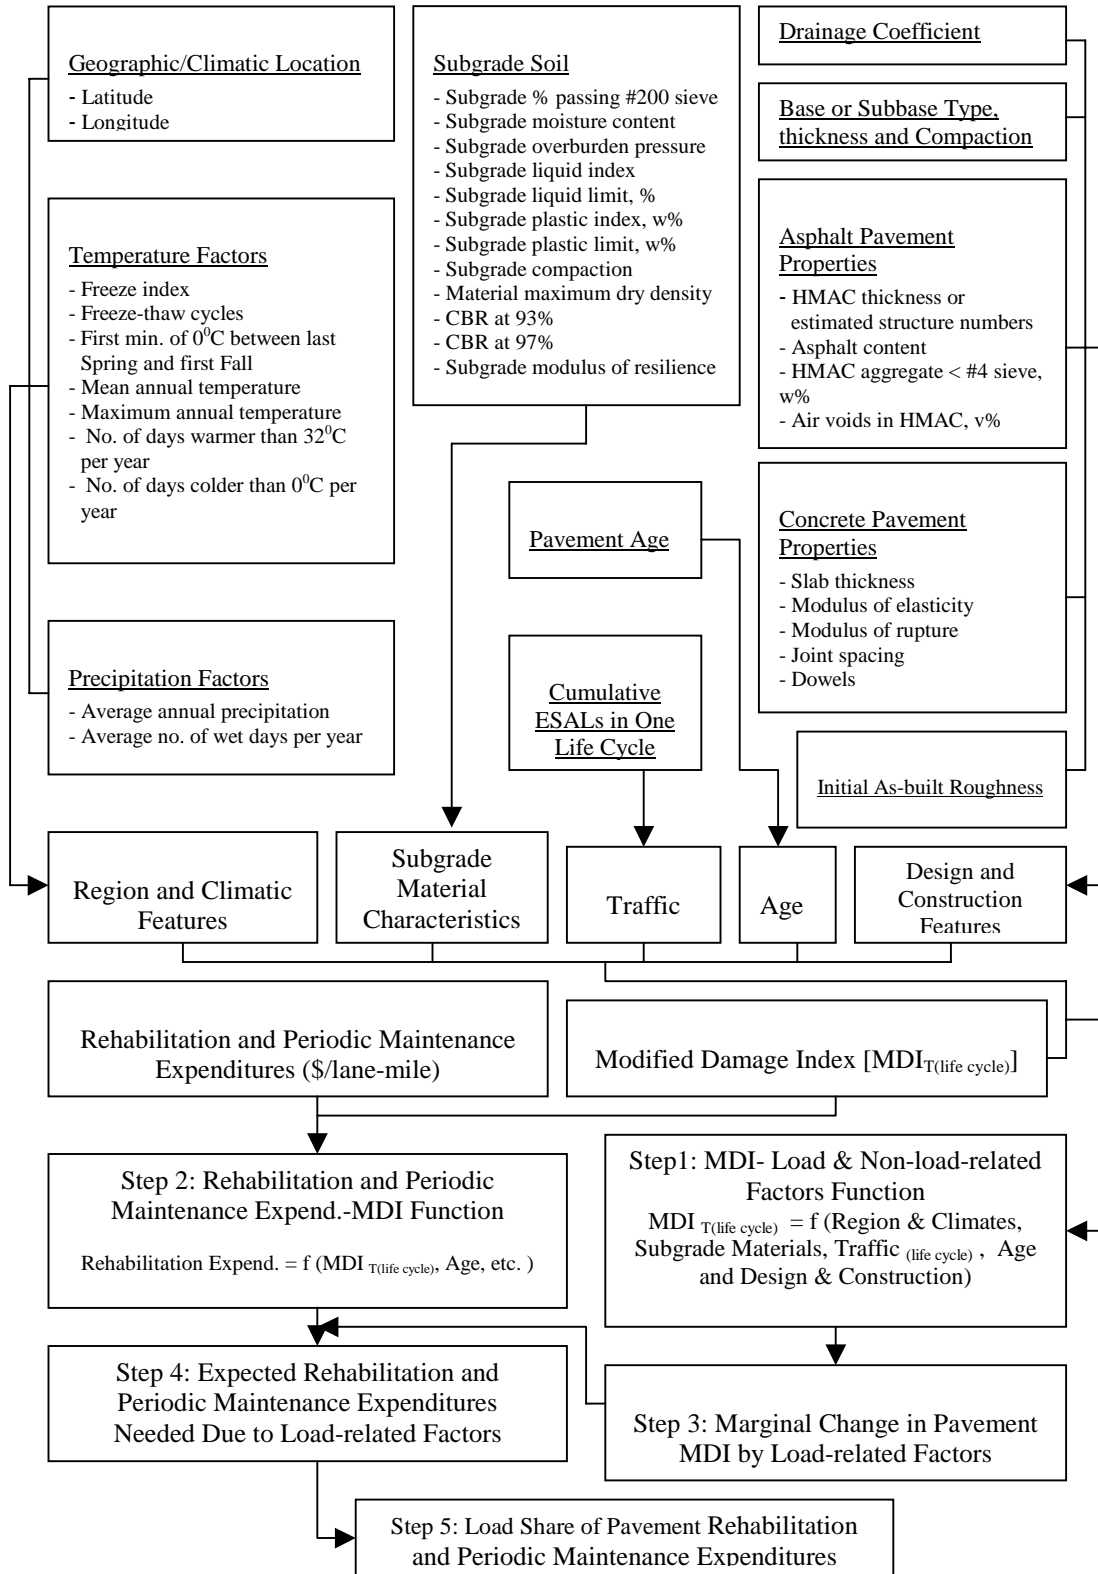 Geographic/Climatic Location
- Latitude
- Longitude
Subgrade Soil
- Subgrade % passing #200 sieve
- Subgrade moisture content
- Subgrade overburden pressure
- Subgrade liquid index
- Subgrade liquid limit, %
- Subgrade plastic index, w%
- Subgrade plastic limit, w%
- Subgrade compaction
- Material maximum dry density
- CBR at 93%
- CBR at 97%
- Subgrade modulus of resilience
Drainage Coefficient
Base or Subbase Type,
thickness and Compaction
Temperature Factors
- Freeze index
- Freeze-thaw cycles
- First min. of 0⁰C between last
Spring and first Fall
- Mean annual temperature
- Maximum annual temperature
- No. of days warmer than 32⁰C
per year
- No. of days colder than 0⁰C per
year
Asphalt Pavement
Properties
- HMAC thickness or
estimated structure numbers
- Asphalt content
- HMAC aggregate < #4 sieve,
w%
- Air voids in HMAC, v%
Pavement Age
Concrete Pavement
Properties
- Slab thickness
- Modulus of elasticity
- Modulus of rupture
- Joint spacing
- Dowels
Precipitation Factors
- Average annual precipitation
- Average no. of wet days per year
Cumulative
ESALs in One
Life Cycle
Initial As-built Roughness
Region and Climatic
Features
Subgrade
Material
Characteristics
Traffic
Age
Design and
Construction
Features
Rehabilitation and Periodic Maintenance
Expenditures ($/lane-mile)
Modified Damage Index [MDI T(life cycle)]
Step 2: Rehabilitation and Periodic
Maintenance Expend.-MDI Function
Rehabilitation Expend. = f (MDI T(life cycle), Age, etc. )
Step1: MDI- Load & Non-load-related
Factors Function
MDI T(life cycle) = f (Region & Climates,
Subgrade Materials, Traffic (life cycle) , Age
and Design & Construction)
Step 4: Expected Rehabilitation and
Periodic Maintenance Expenditures
Needed Due to Load-related Factors
Step 3: Marginal Change in Pavement
MDI by Load-related Factors
Step 5: Load Share of Pavement Rehabilitation
and Periodic Maintenance Expenditures